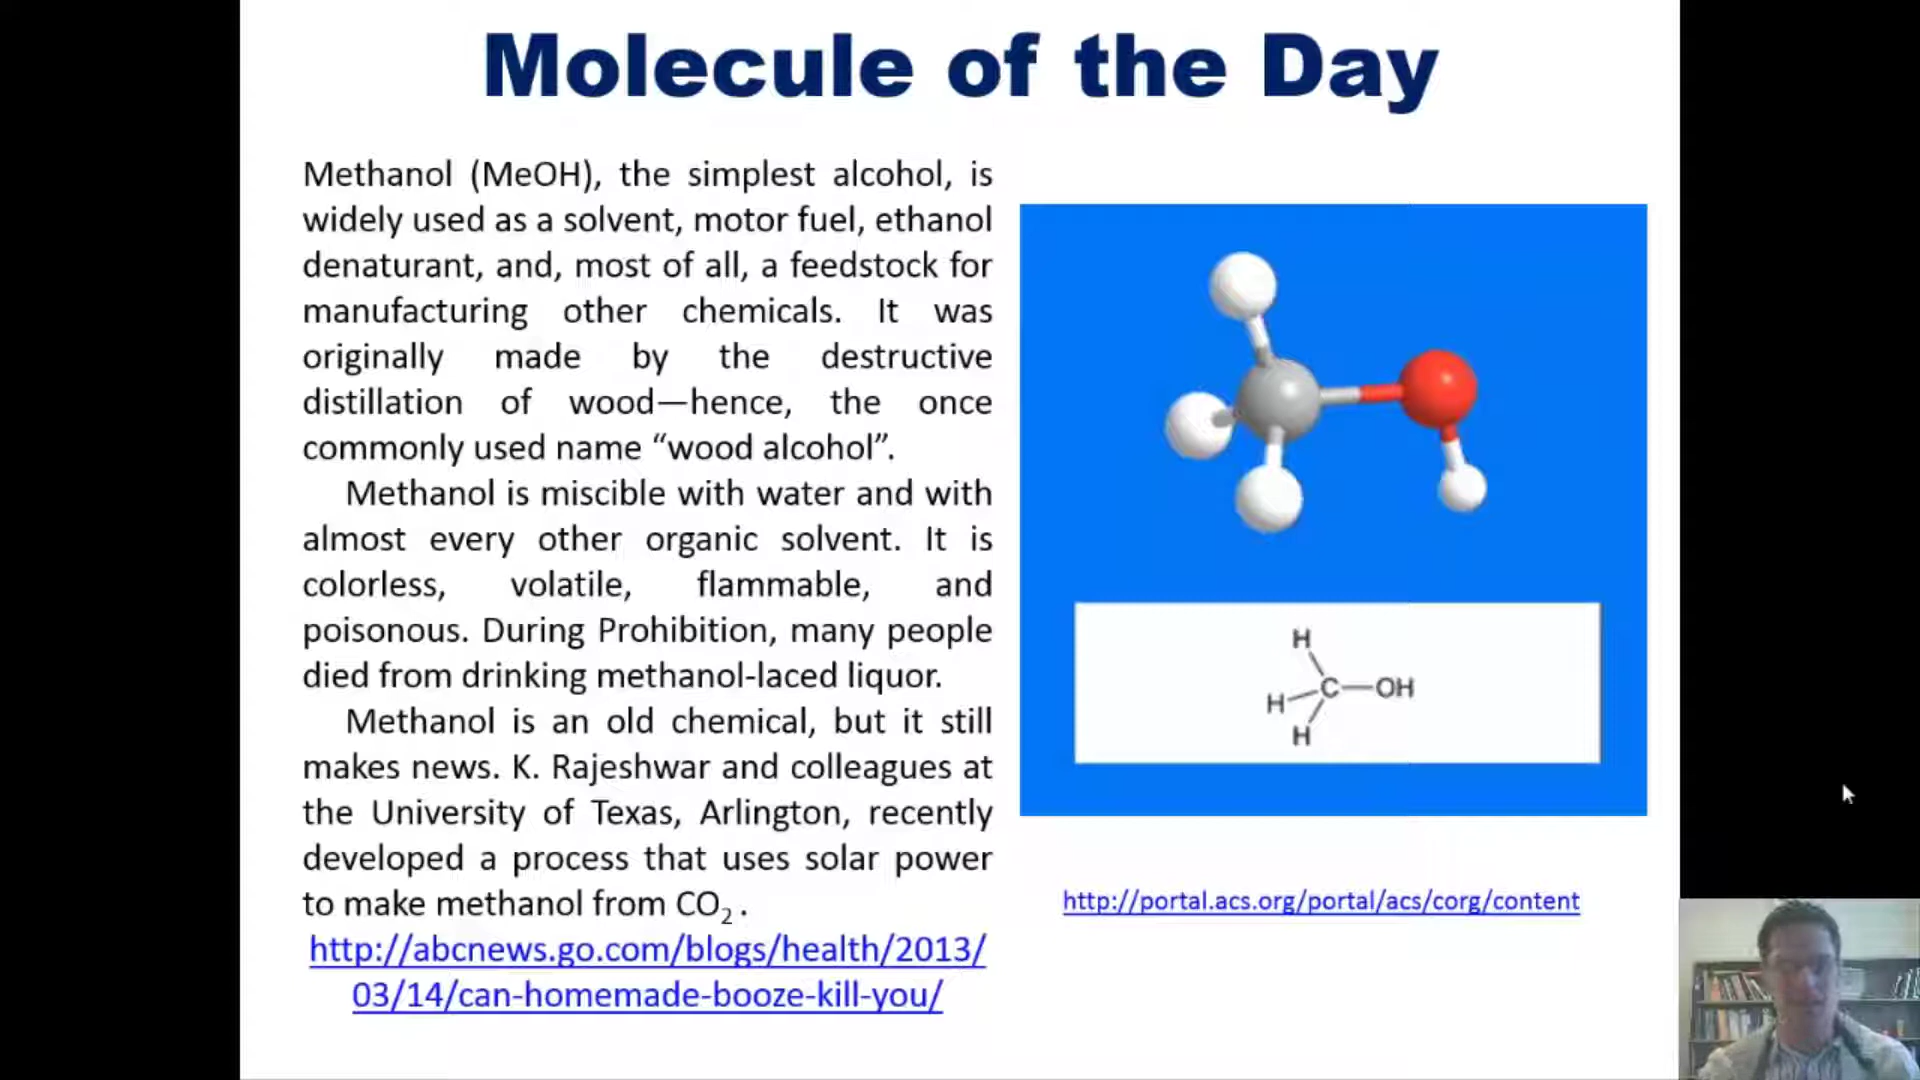 Molecule of the Day
Methanol (MeOH), the simplest alcohol, is
widely used as a solvent, motor fuel, ethanol
denaturant, and, most of all, a feedstock for
manufacturing other chemicals. It was
originally made by the destructive
distillation of wood—hence, the once
commonly used name “wood alcohol”.
Methanol is miscible with water and with
almost every other organic solvent. It is
colorless, volatile, flammable, and
poisonous. During Prohibition, many people
died from drinking methanol-laced liquor.
Methanol is an old chemical, but it still
makes news. K. Rajeshwar and colleagues at
the University of Texas, Arlington, recently
developed a process that uses solar power
to make methanol from CO₂ .
http://abcnews.go.com/blogs/health/2013/
03/14/can-homemade-booze-kill-you/
H
H C OH
H
http://portal.acs.org/portal/acs/corg/content